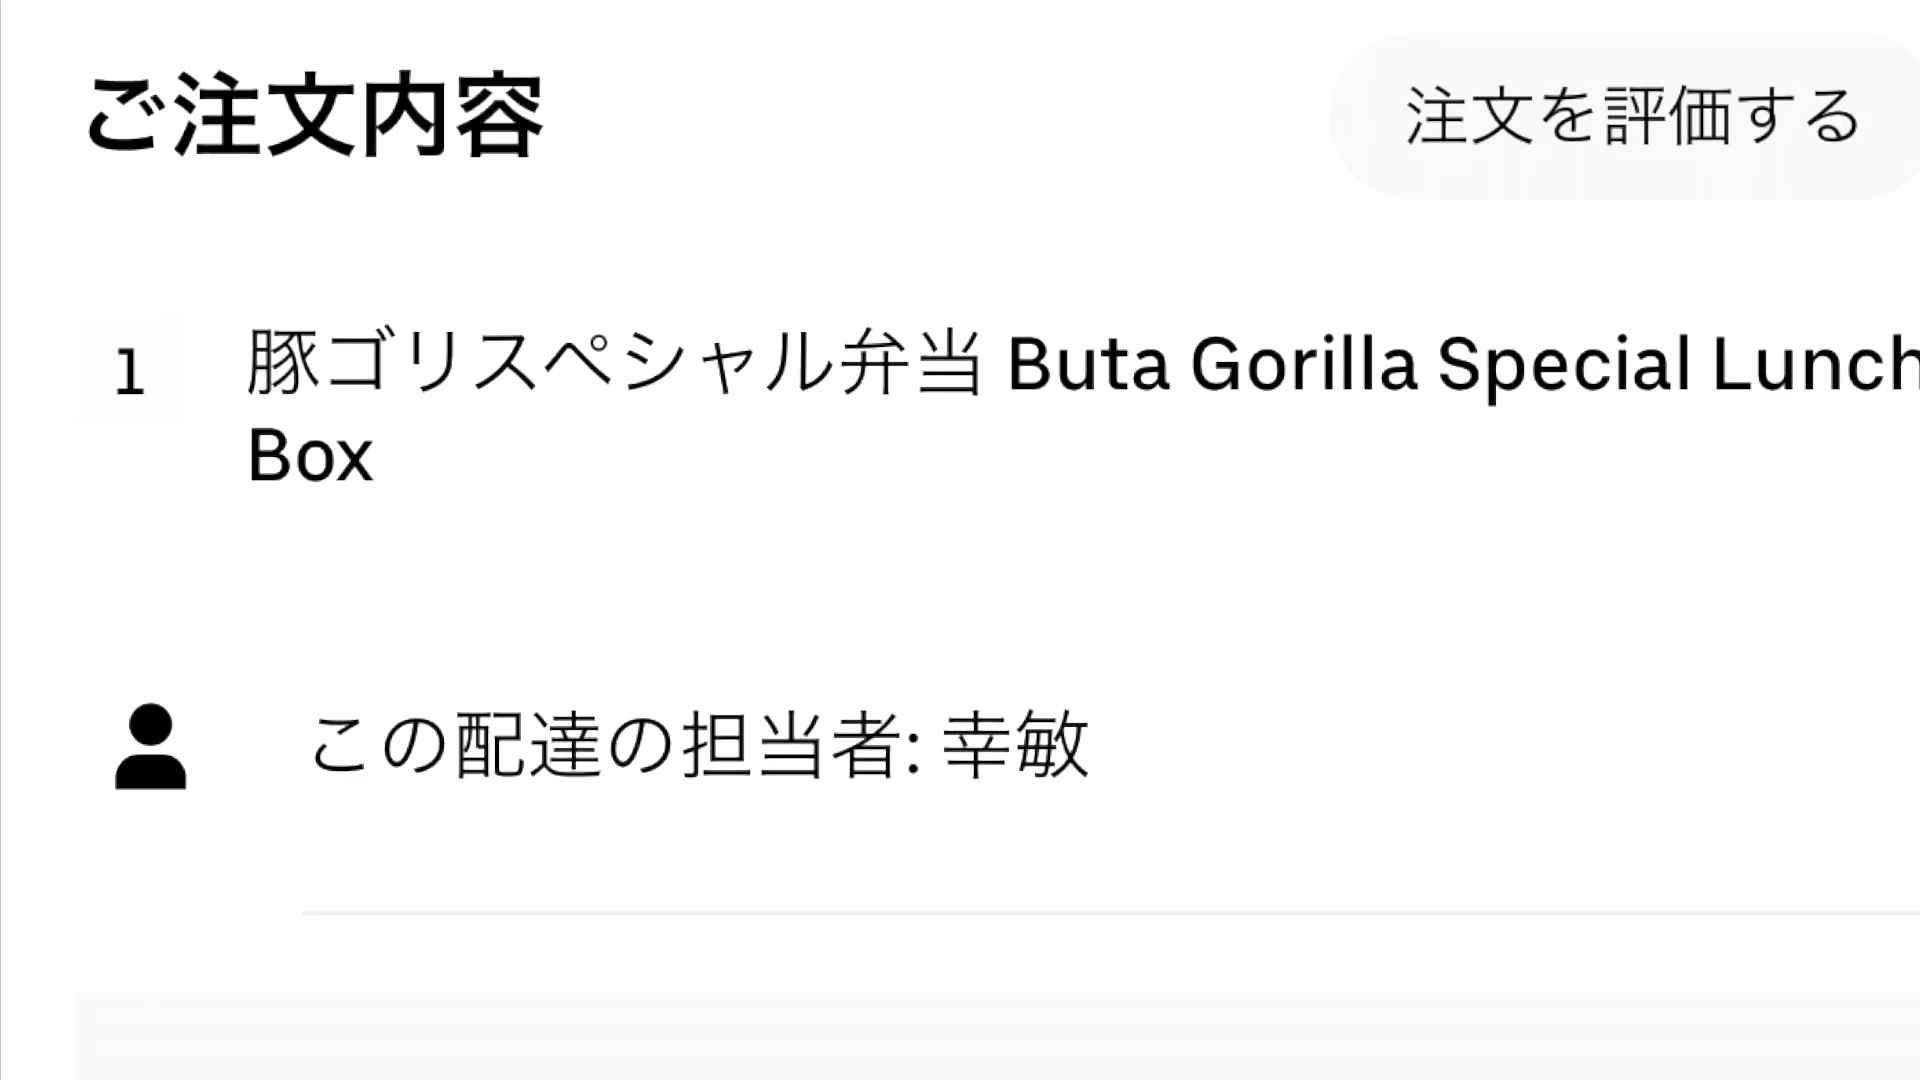 ご注文内容
注文を評価する
1
豚ゴリスペシャル弁当 Buta Gorilla Special Lunch
Box
この配達の担当者: 幸敏